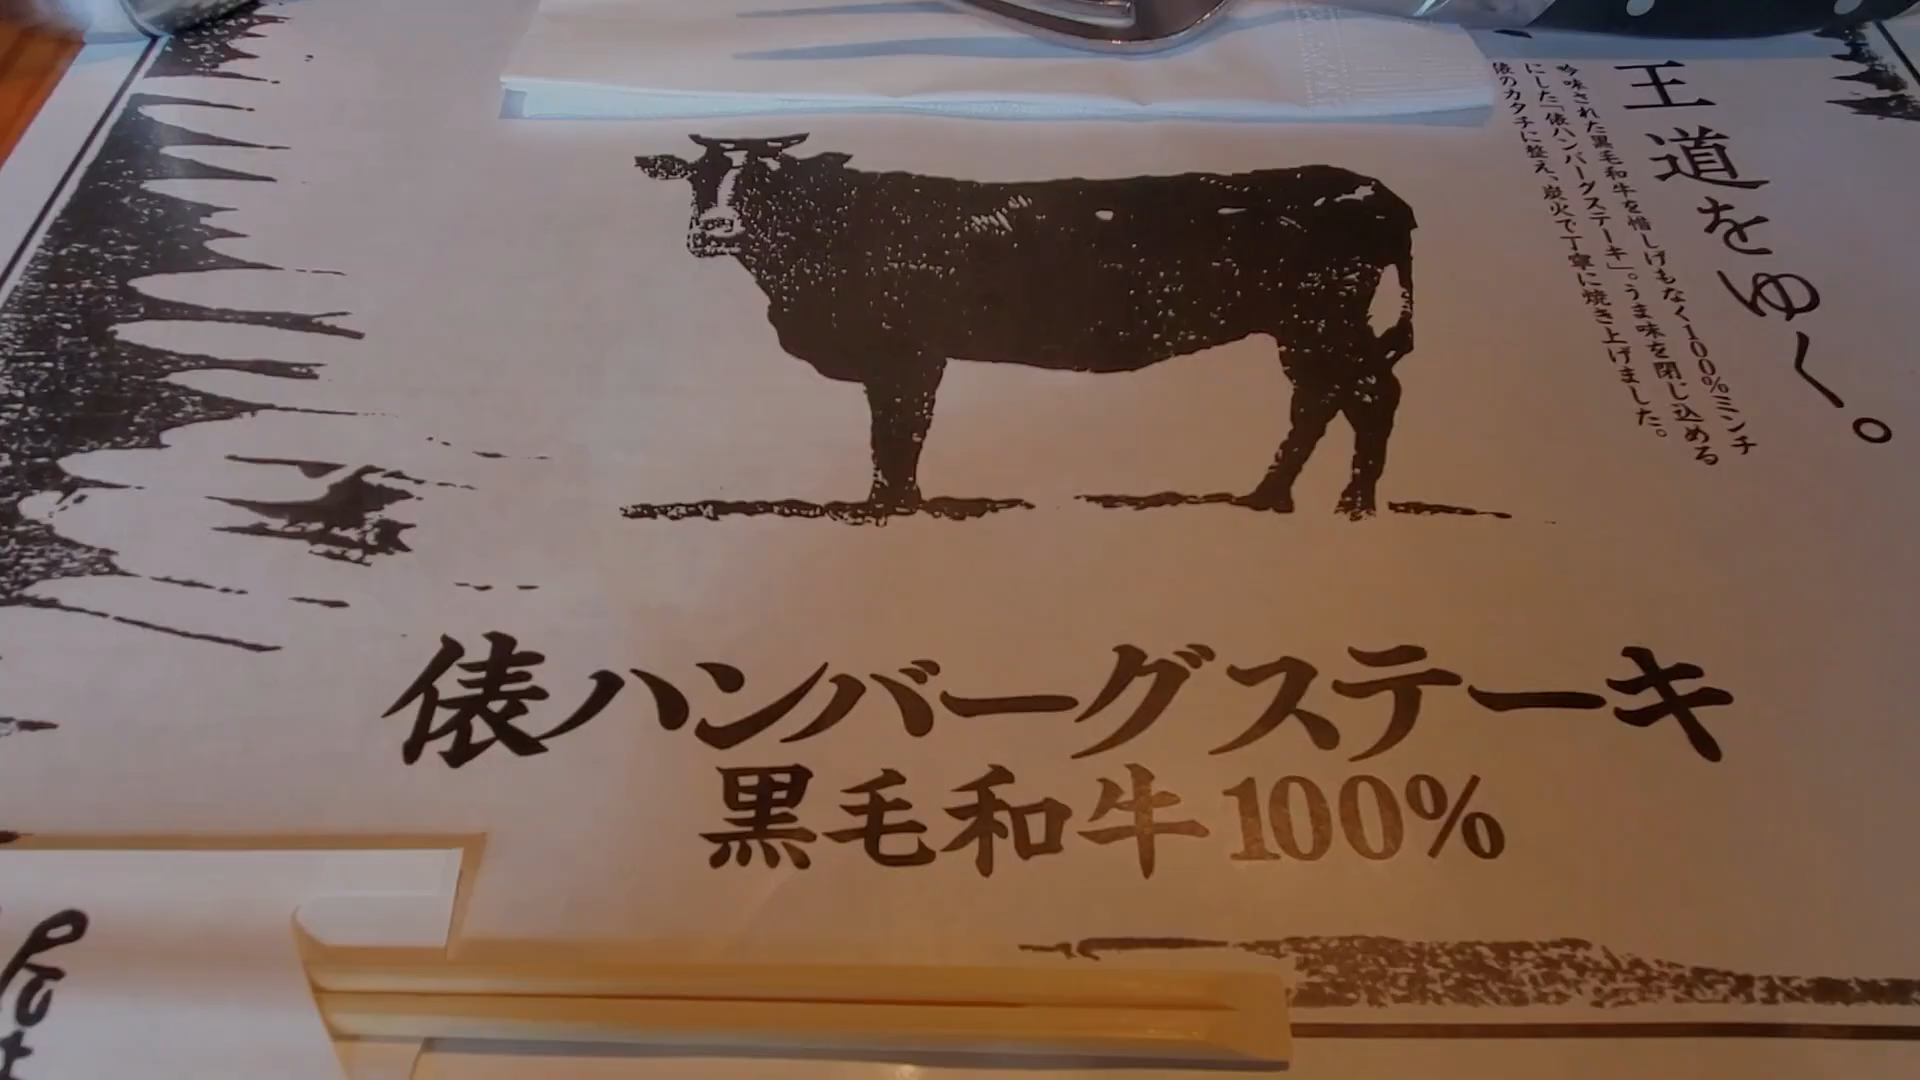 王道をゆく。
吟味された黒毛和牛を惜しげもなく100%ミンチ
にした「俵ハンバーグステーキ」。うま味を閉じ込める
俵のカタチに整え、炭火で丁寧に焼き上げました。
俵ハンバーグステーキ
黒毛和牛100%